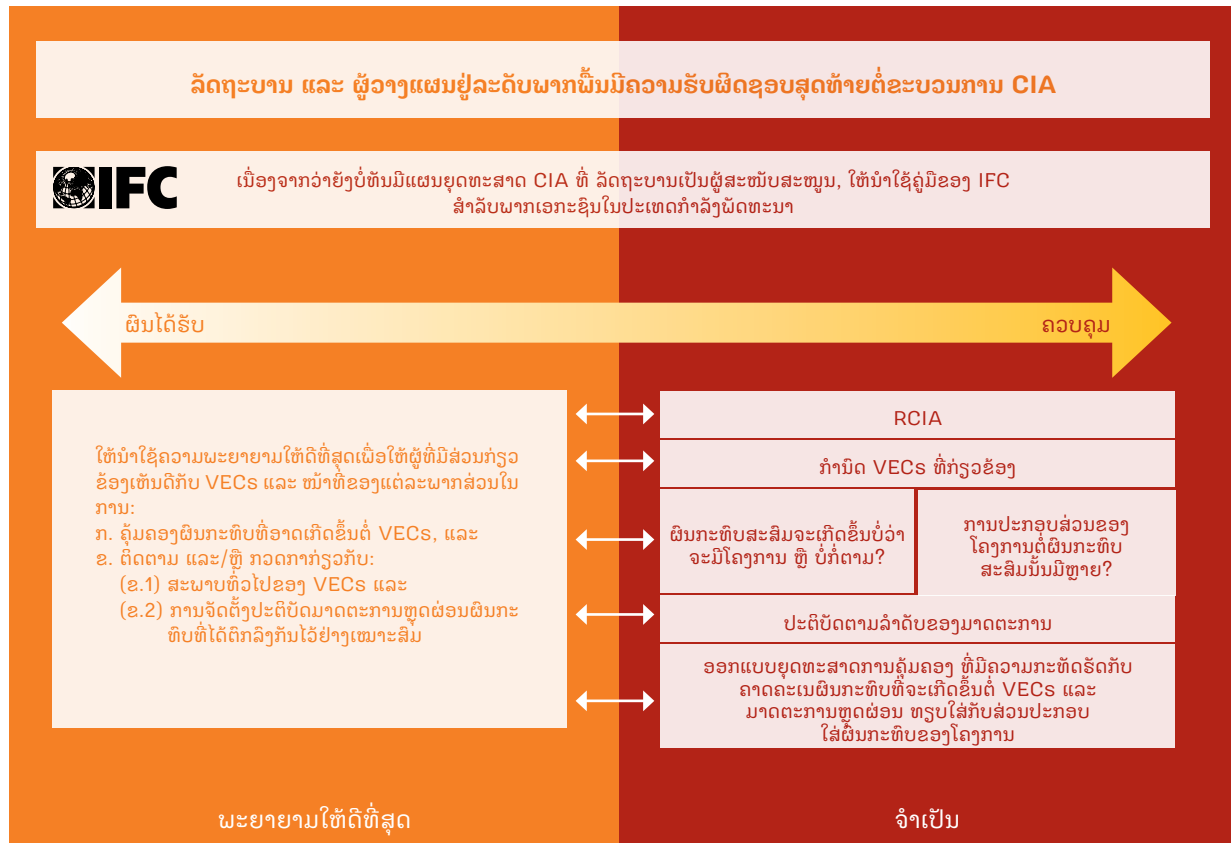 ລັດຖະບານ ແລະ ຜູ້ວາງແຜນຢູ່ລະດັບພາກພື້ນມີຄວາມຮັບຜິດຊອບສຸດທ້າຍຕໍ່ຂະບວນການ CIA
IFC
ເນື່ອງຈາກວ່າຍັງບໍ່ທັນມີແຜນຍຸດທະສາດ CIA ທີ່ ລັດຖະບານເປັນຜູ້ສະໜັບສະໜູນ, ໃຫ້ນຳໃຊ້ຄູ່ມືຂອງ IFC
ສຳລັບພາກເອກະຊົນໃນປະເທດກຳລັງພັດທະນາ
ຜົນໄດ້ຮັບ
ຄວບຄຸມ
ໃຫ້ນຳໃຊ້ຄວາມພະຍາຍາມໃຫ້ດີທີ່ສຸດເພື່ອໃຫ້ຜູ້ທີ່ມີສ່ວນກ່ຽວ
ຂ້ອງເຫັນດີກັບ VECs ແລະ ໜ້າທີ່ຂອງແຕ່ລະພາກສ່ວນໃນ
ການ:
ກ. ຄຸ້ມຄອງຜົນກະທົບທີ່ອາດເກີດຂຶ້ນຕໍ່ VECs, ແລະ
ຂ. ຕິດຕາມ ແລະ/ຫຼື ກວດກາກ່ຽວກັບ:
(ຂ.1) ສະພາບທົ່ວໄປຂອງ VECs ແລະ
(ຂ.2) ການຈັດຕັ້ງປະຕິບັດມາດຕະການຫຼຸດຜ່ອນຜົນກະ
ທົບທີ່ໄດ້ຕົກລົງກັນໄວ້ຢ່າງເໝາະສົມ
RCIA
ກຳນົດ VECs ທີ່ກ່ຽວຂ້ອງ
ຜົນກະທົບສະສົມຈະເກີດຂຶ້ນບໍ່ວ່າ
ຈະມີໂຄງການ ຫຼື ບໍ່ກໍ່ຕາມ?
ການປະກອບສ່ວນຂອງ
ໂຄງການຕໍ່ຜົນກະທົບ
ສະສົມນັ້ນມີຫຼາຍ?
ປະຕິບັດຕາມລຳດັບຂອງມາດຕະການ
ອອກແບບຍຸດທະສາດການຄຸ້ມຄອງ ທີ່ມີຄວາມກະທັດຮັດກັບ
ຄາດຄະເນຜົນກະທົບທີ່ຈະເກີດຂຶ້ນຕໍ່ VECs ແລະ
ມາດຕະການຫຼຸດຜ່ອນ ທຽບໃສ່ກັບສ່ວນປະກອບ
ໃສ່ຜົນກະທົບຂອງໂຄງການ
ພະຍາຍາມໃຫ້ດີທີ່ສຸດ
ຈຳເປັນ